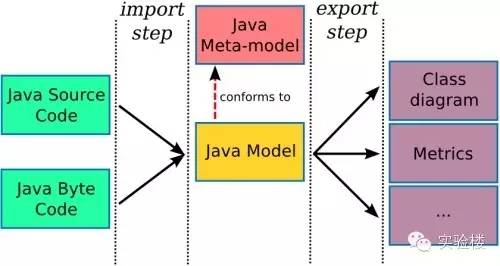 import
step
Java
Meta-model
export
step
conforms to
Java Source
Code
Java Byte
Code
Java Model
Class
diagram
Metrics
...
实验楼